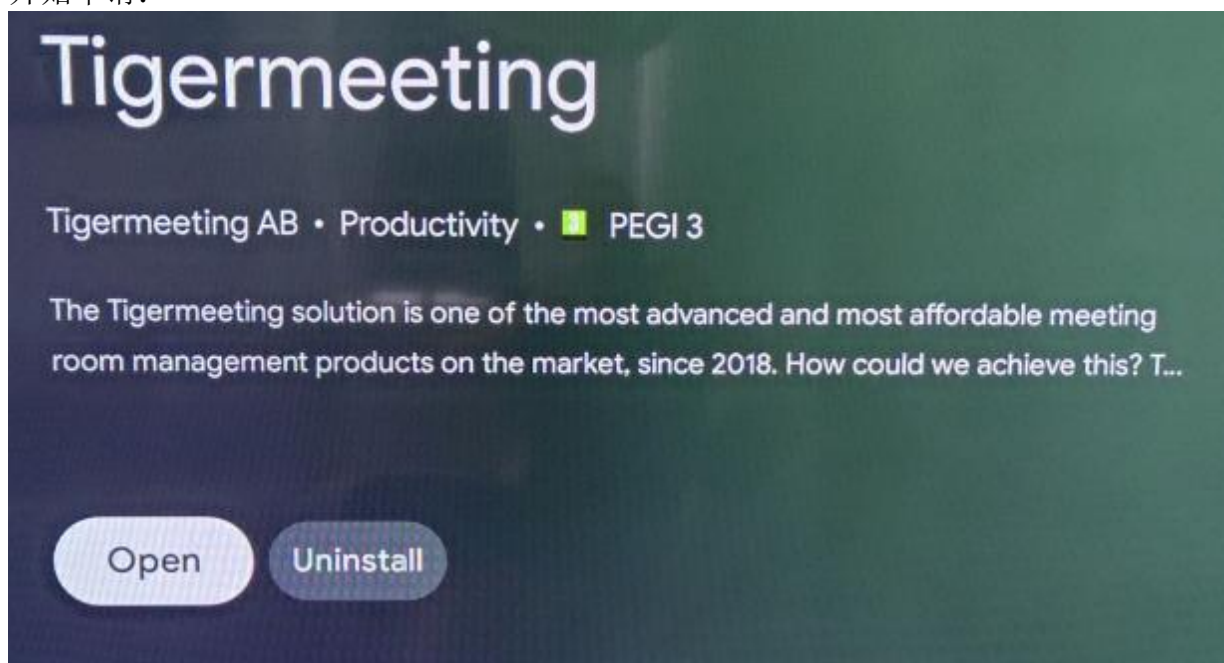 Tigermeeting
Tigermeeting AB • Productivity • 3 PEGI 3
The Tigermeeting solution is one of the most advanced and most affordable meeting
room management products on the market, since 2018. How could we achieve this? T...
Open
Uninstall